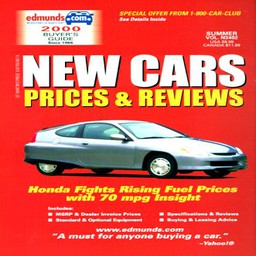 edmunds.com
SPECIAL OFFER FROM 1-800-CAR-CLUB
See Details Inside
2000
BUYER'S
GUIDE
Since 1966
SUMMER
NEW CARS
PRICES & REVIEWS
Honda Fights Rising Fuel Prices
with 70 mpg Insight
Includes:
• MSRP & Dealer Invoice Prices
• Specifications & Reviews
• Standard & Optional Equipment
• Buying & Leasing Advice
www.edmunds.com
"A must for anyone buying a car."
—Yahoo!®